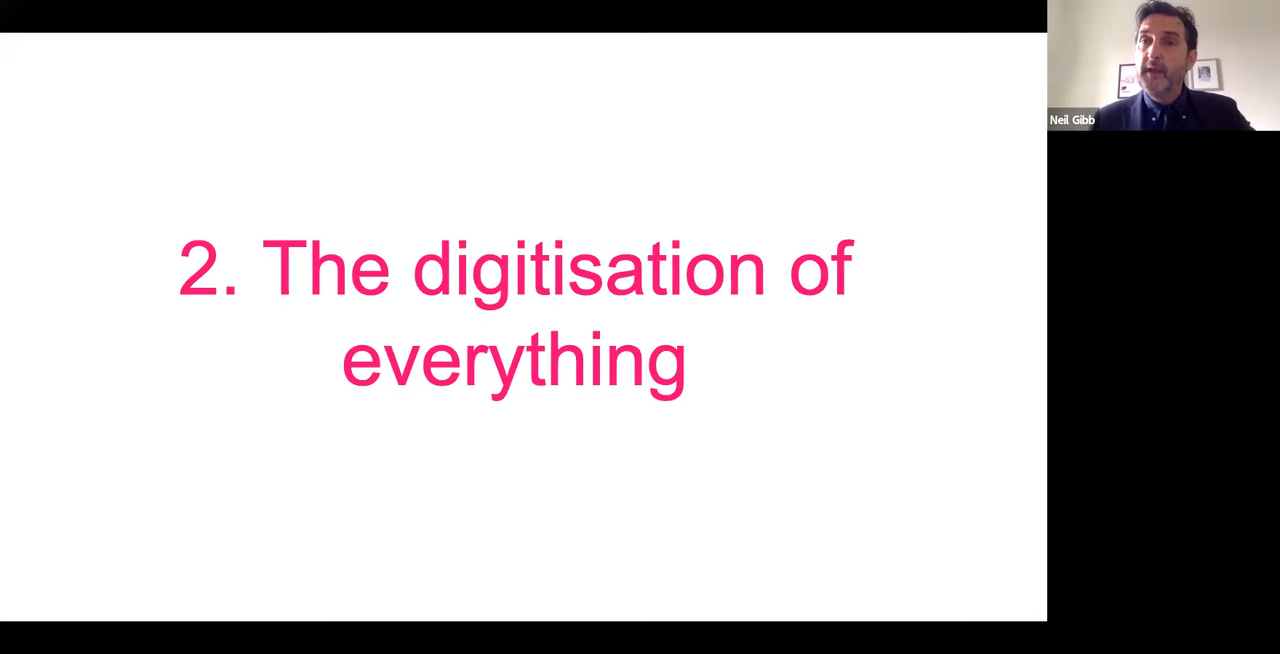 2. The digitisation of
everything
Neil Gibb